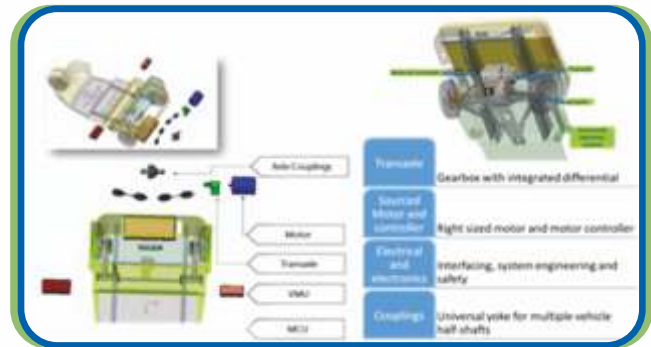 Axle Couplings
Motor
Transaxle
VMU
MCU
Transaxle
Gearbox with integrated differential
Sourced
Motor and
controller
Right sized motor and motor controller
Electrical
and
electronics
Interfacing, system engineering and
safety
Couplings
Universal yoke for multiple vehicle
half-shafts